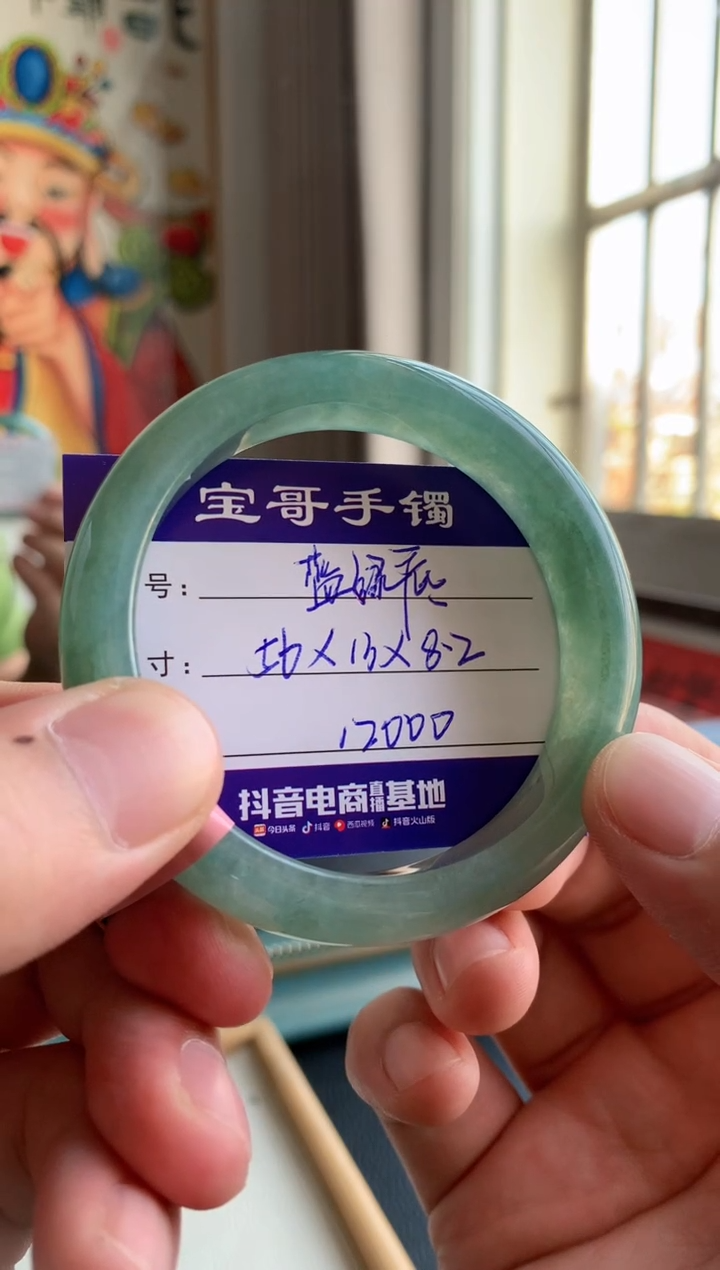 宝哥手镯
号：蓝绿底
寸：56×13×8.2
12000
抖音电商直播基地
今日头条 抖音 西瓜视频 抖音火山版